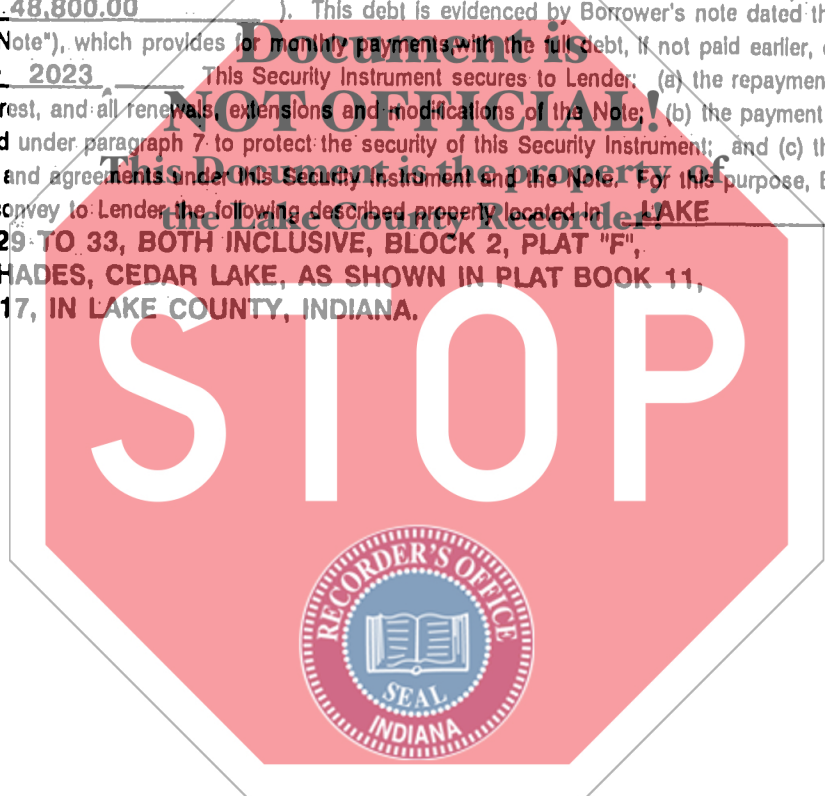 48,800.00 ). This debt is evidenced by Borrower's note dated th
Note"), which provides for monthly payments, with the full debt, if not paid earlier,
2023 This Security Instrument secures to Lender: (a) the repaymen
rest, and all renewals, extensions and modifications of the Note; (b) the payment
d under paragraph 7 to protect the security of this Security Instrument; and (c) th
and agreements under this Security Instrument and the Note. For this purpose, B
onvey to Lender the following described property located in LAKE
29 TO 33, BOTH INCLUSIVE, BLOCK 2, PLAT "F",
HADES, CEDAR LAKE, AS SHOWN IN PLAT BOOK 11,
17, IN LAKE COUNTY, INDIANA.
Document is
NOT OFFICIAL!
This Document is the property of
the Lake County Recorder!
STOP
RECORDER'S OFFICE
SEAL
INDIANA